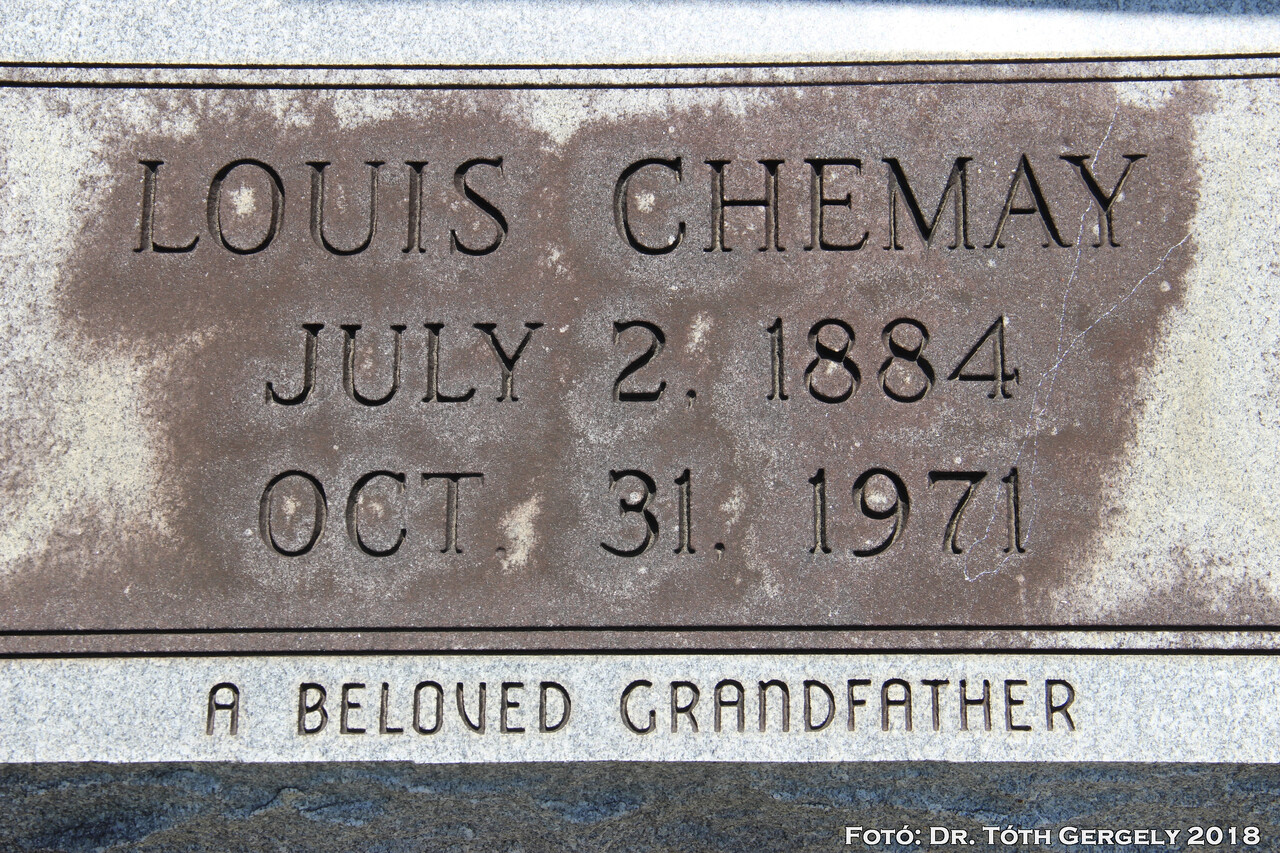 LOUIS CHEMAY
JULY 2, 1884
OCT. 31, 1971
A BELOVED GRANDFATHER
FOTÓ: DR. TÓTH GERGELY 2018